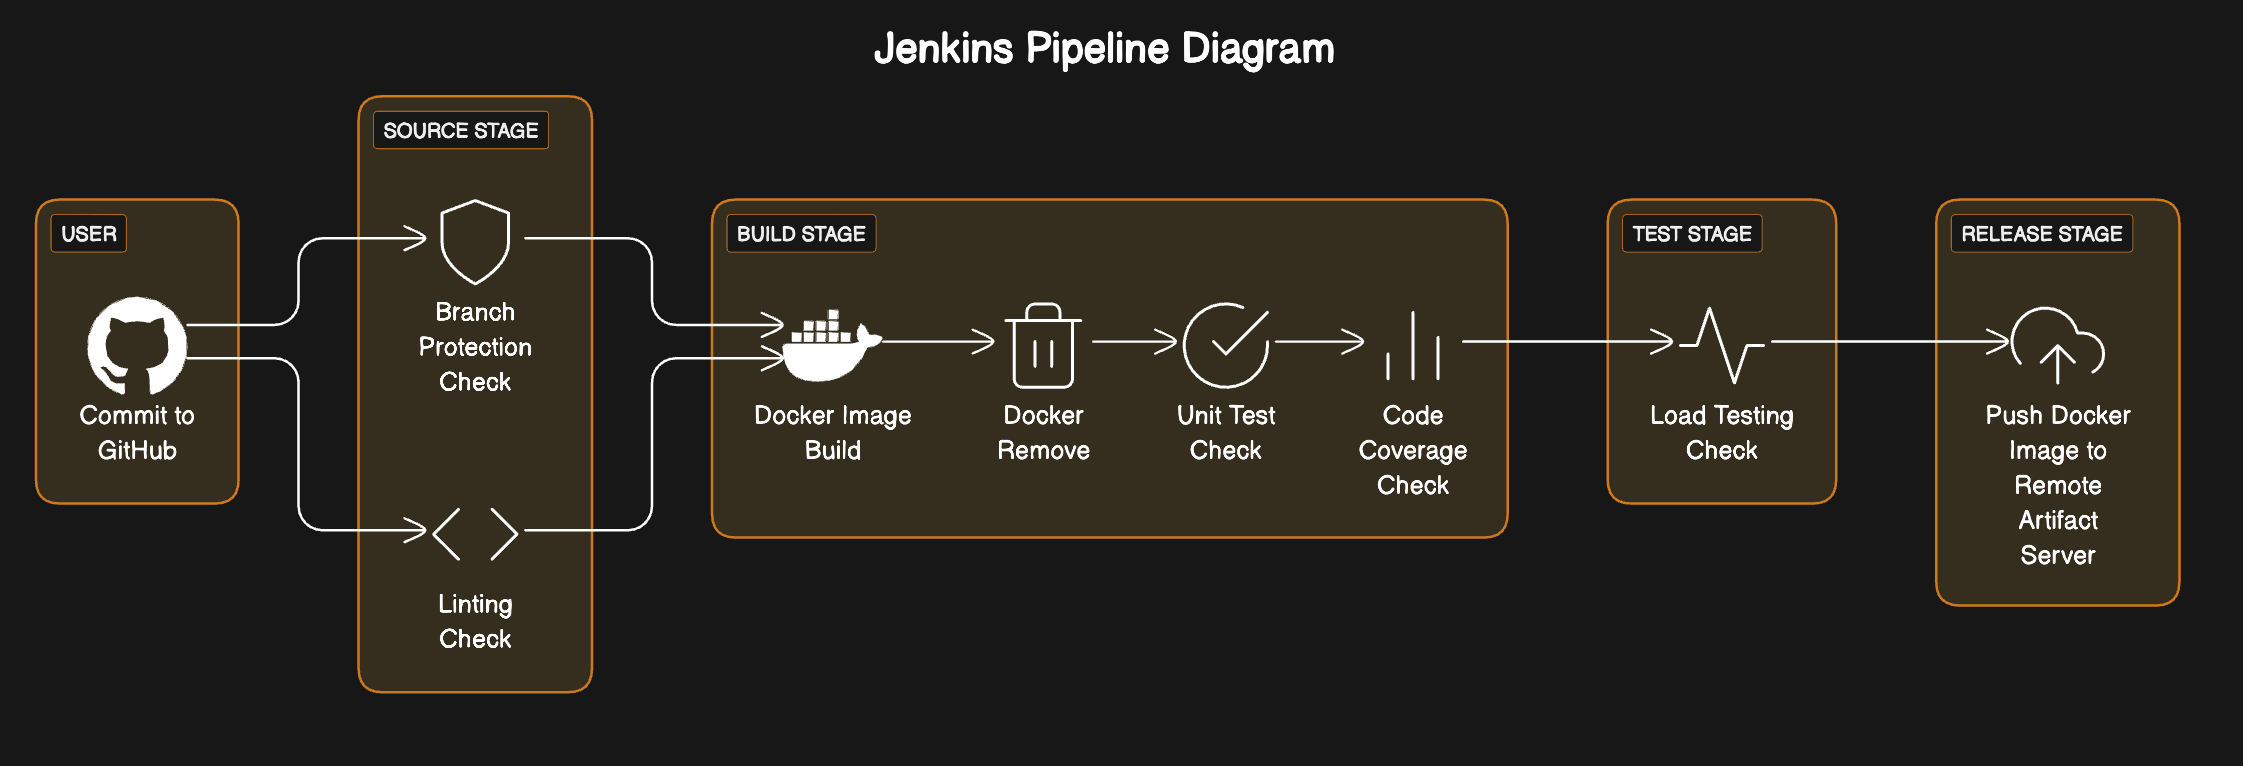 Jenkins Pipeline Diagram
USER
Commit to
GitHub
SOURCE STAGE
Branch
Protection
Check
Linting
Check
BUILD STAGE
Docker Image
Build
Docker
Remove
Unit Test
Check
Code
Coverage
Check
TEST STAGE
Load Testing
Check
RELEASE STAGE
Push Docker
Image to
Remote
Artifact
Server